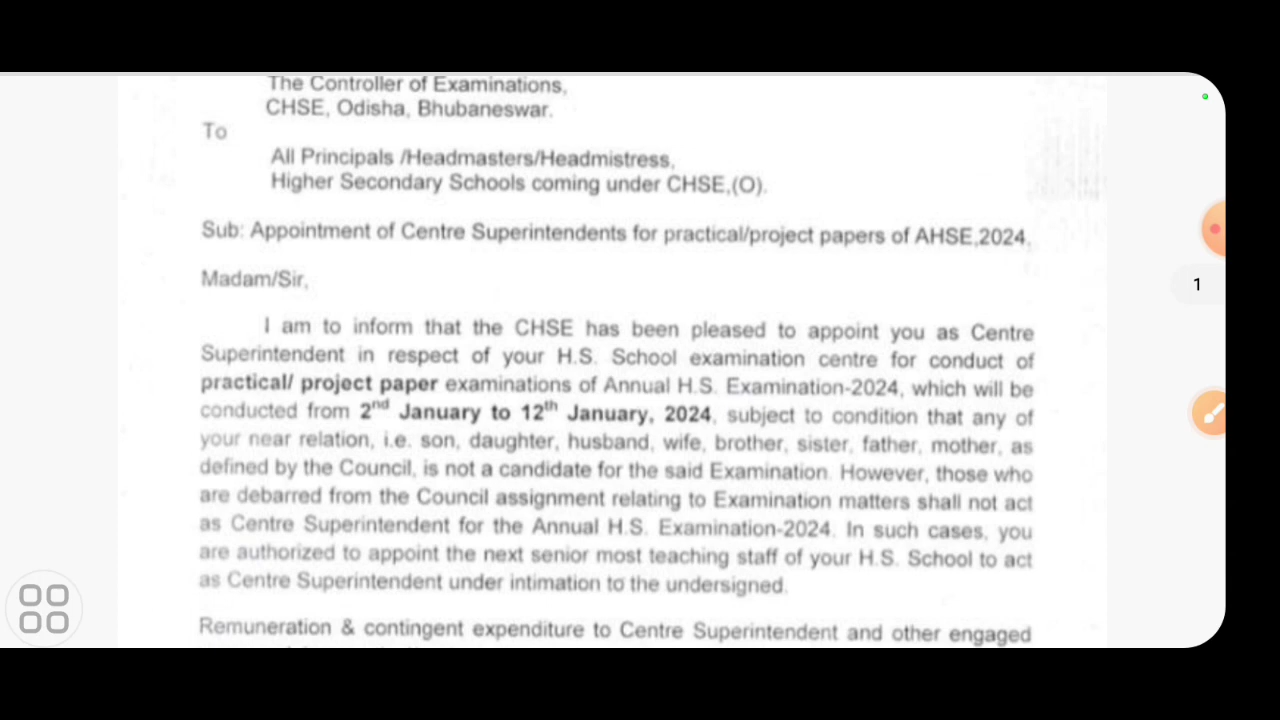 The Controller of Examinations,
CHSE, Odisha, Bhubaneswar.
To
All Principals /Headmasters/Headmistress,
Higher Secondary Schools coming under CHSE,(O).
Sub: Appointment of Centre Superintendents for practical/project papers of AHSE,2024,
Madam/Sir,
I am to inform that the CHSE has been pleased to appoint you as Centre
Superintendent in respect of your H.S. School examination centre for conduct of
practical/ project paper examinations of Annual H.S. Examination-2024, which will be
conducted from 2nd January to 12th January, 2024, subject to condition that any of
your near relation, i.e. son, daughter, husband, wife, brother, sister, father, mother, as
defined by the Council, is not a candidate for the said Examination. However, those who
are debarred from the Council assignment relating to Examination matters shall not act
as Centre Superintendent for the Annual H.S. Examination-2024. In such cases, you
are authorized to appoint the next senior most teaching staff of your H.S. School to act
as Centre Superintendent under intimation to the undersigned.
Remuneration & contingent expenditure to Centre Superintendent and other engaged
1